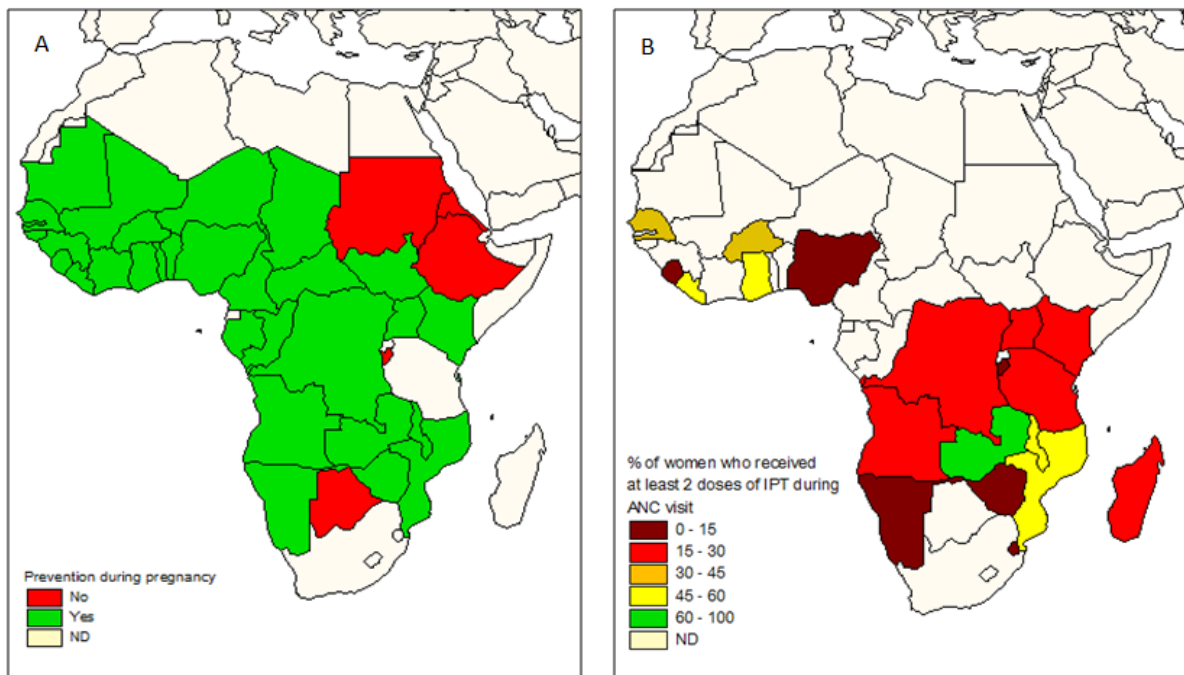 A
Prevention during pregnancy
No
Yes
ND
B
% of women who received
at least 2 doses of IPT during
ANC visit
0 - 15
15 - 30
30 - 45
45 - 60
60 - 100
ND